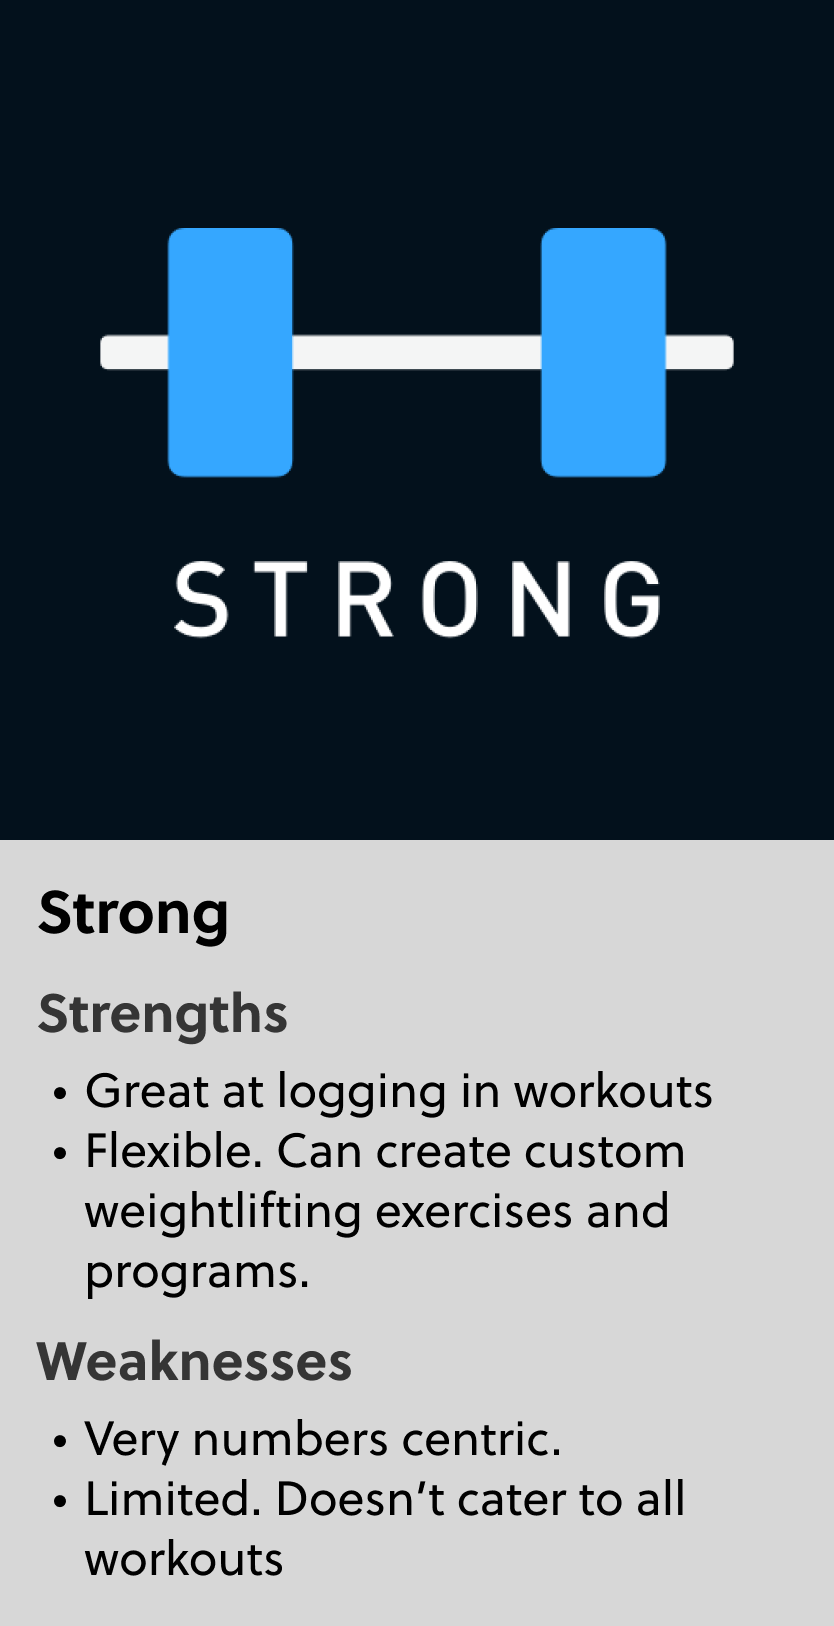 STRONG
Strong
Strengths
• Great at logging in workouts
• Flexible. Can create custom
weightlifting exercises and
programs.
Weaknesses
• Very numbers centric.
• Limited. Doesn’t cater to all
workouts